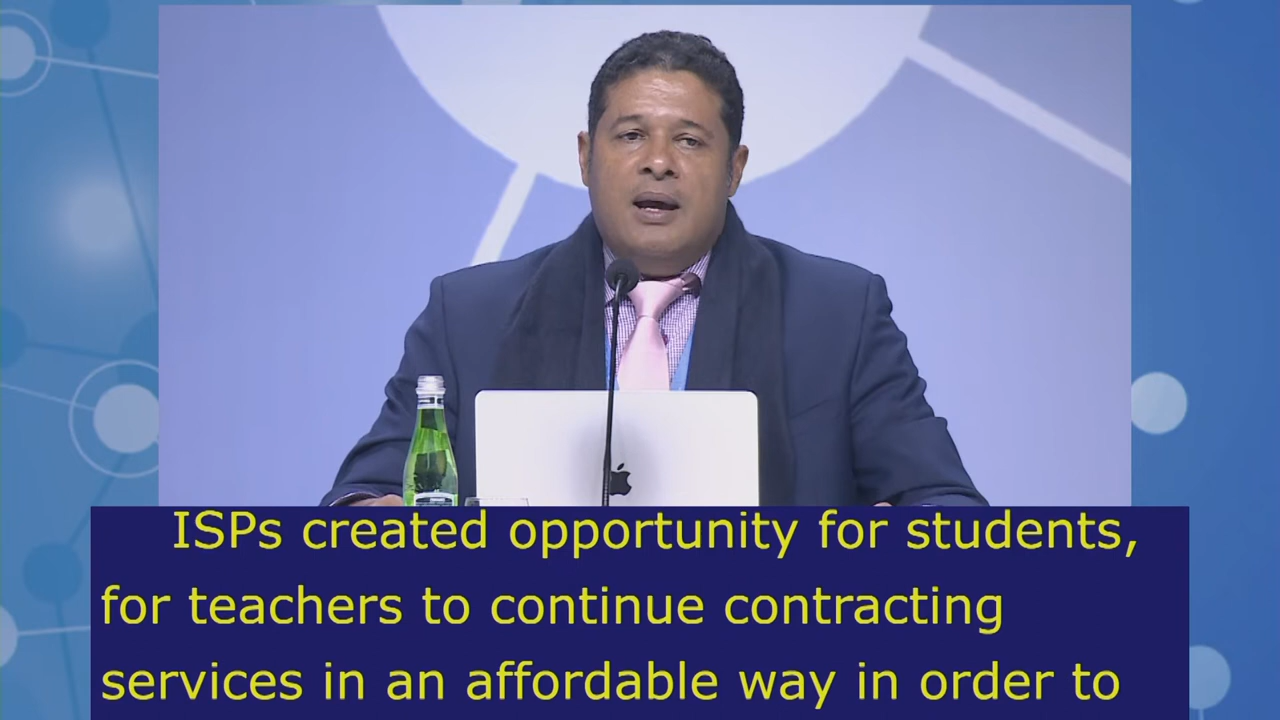 ISPs created opportunity for students,
for teachers to continue contracting
services in an affordable way in order to